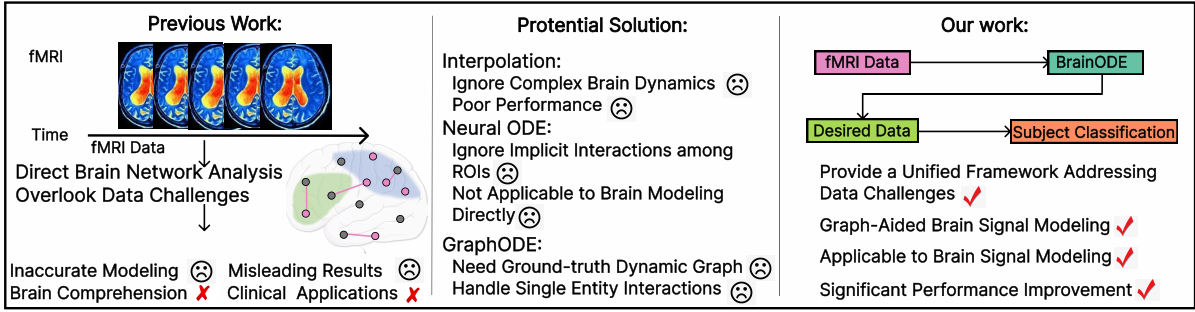 Previous Work:
fMRI
Time
fMRI Data
Direct Brain Network Analysis
Overlook Data Challenges
Inaccurate Modeling
Misleading Results
Brain Comprehension
Clinical Applications
Potential Solution:
Interpolation:
Ignore Complex Brain Dynamics
Poor Performance
Neural ODE:
Ignore Implicit Interactions among
ROIs
Not Applicable to Brain Modeling
Directly
GraphODE:
Need Ground-truth Dynamic Graph
Handle Single Entity Interactions
Our work:
fMRI Data
BrainODE
Desired Data
Subject Classification
Provide a Unified Framework Addressing
Data Challenges
Graph-Aided Brain Signal Modeling
Applicable to Brain Signal Modeling
Significant Performance Improvement